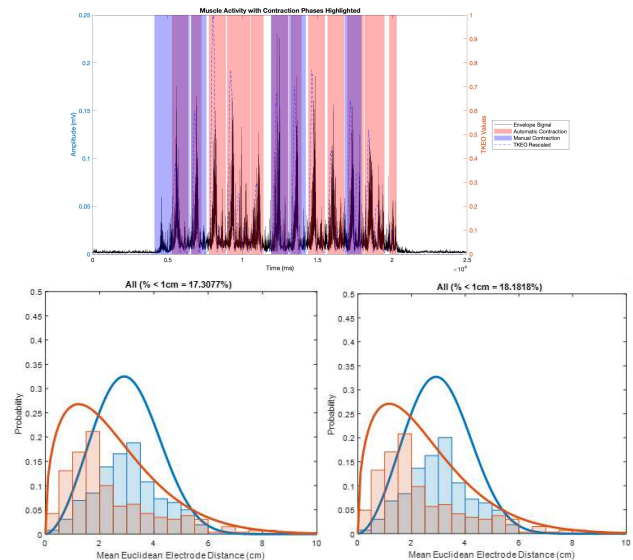 Muscle Activity with Contraction Phases Highlighted
0.25
0.2
0.15
0.1
0.05
0
Amplitude (mV)
0
0.5
1
1.5
2
2.5
Time (ms)
×10⁴
1
0.9
0.8
0.7
0.6
0.5
0.4
0.3
0.2
0.1
0
TKEO Values
Envelope Signal
Automatic Contraction
Manual Contraction
TKEO Rescaled
All (% < 1cm = 17.3077%)
0.5
0.45
0.4
0.35
0.3
0.25
0.2
0.15
0.1
0.05
0
Probability
0 2 4 6 8 10
Mean Euclidean Electrode Distance (cm)
All (% < 1cm = 18.1818%)
0.5
0.45
0.4
0.35
0.3
0.25
0.2
0.15
0.1
0.05
0
Probability
0 2 4 6 8 10
Mean Euclidean Electrode Distance (cm)